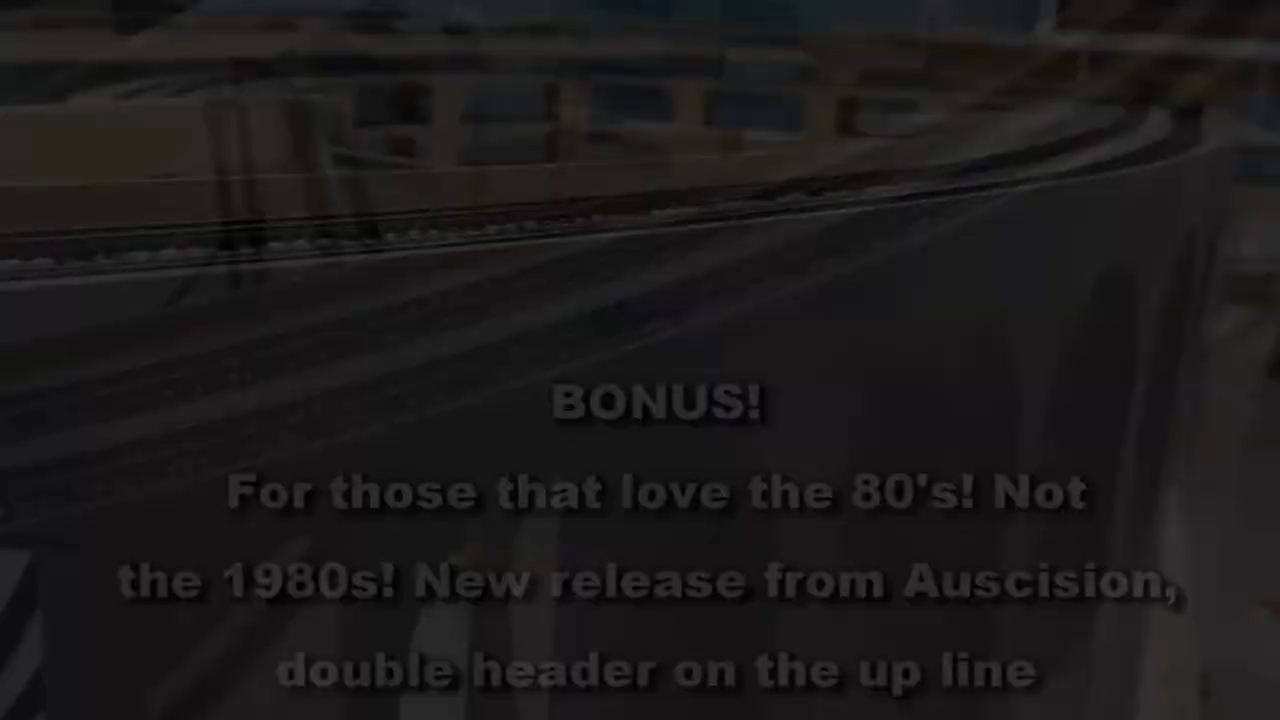 BONUS!
For those that love the 80's! Not
the 1980s! New release from Auscision,
double header on the up line